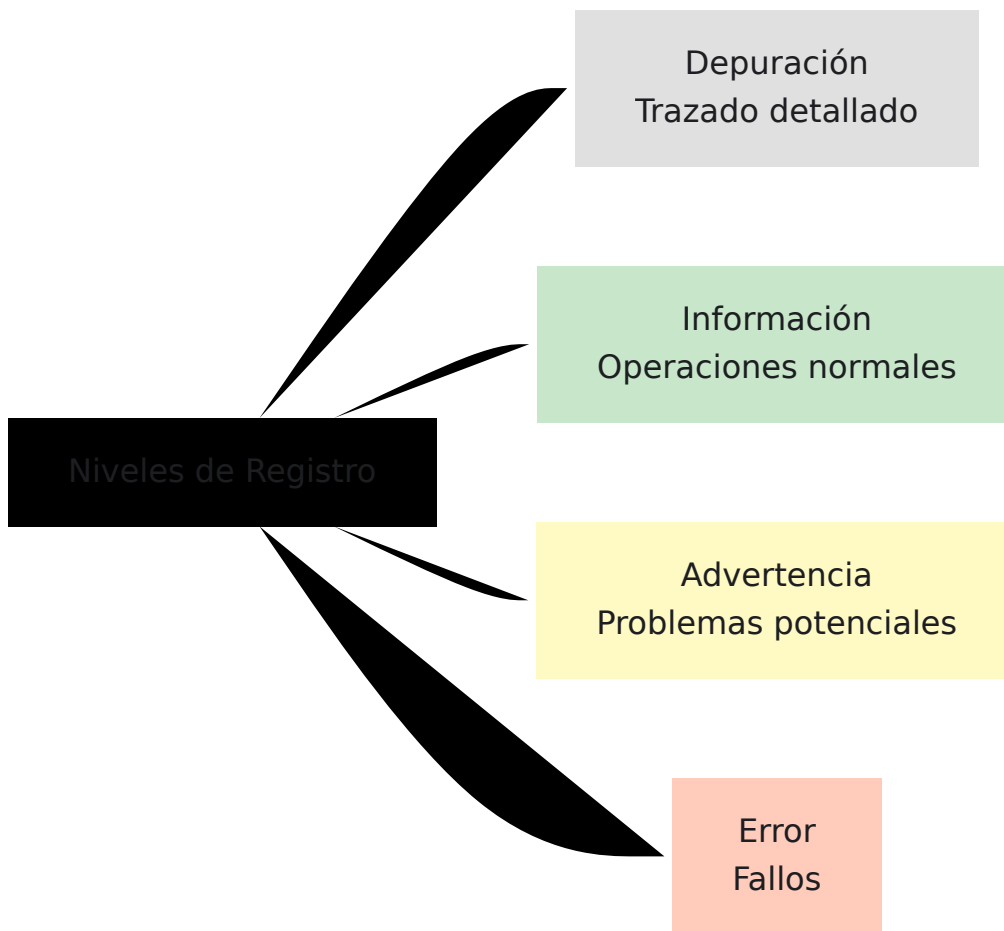 Depuración
Trazado detallado
Información
Operaciones normales
Niveles de Registro
Advertencia
Problemas potenciales
Error
Fallos